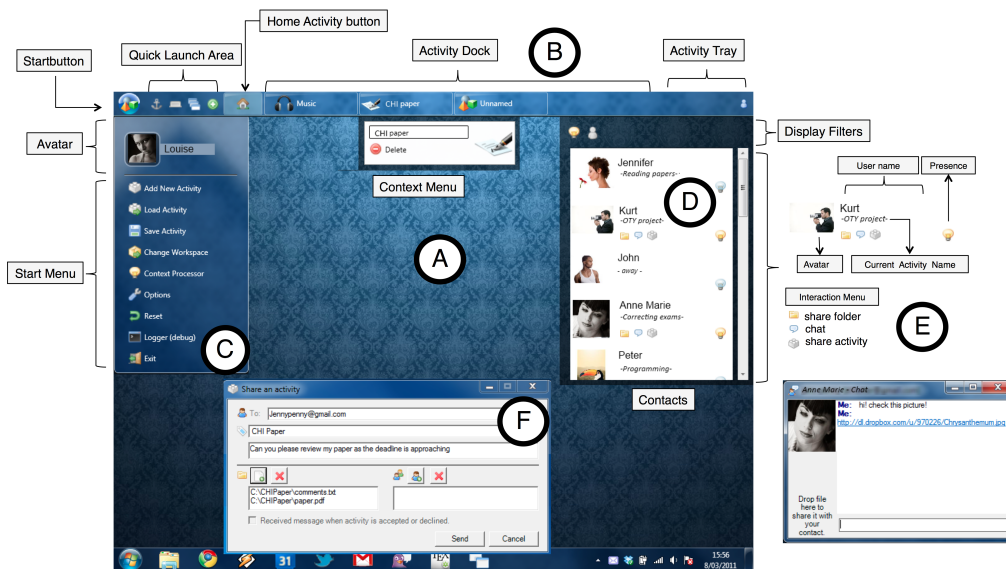 Home Activity button
Quick Launch Area
Activity Dock
B
Activity Tray
Startbutton
Music
CHI paper
Unnamed
Avatar
Louise
CHI paper
Delete
Context Menu
Display Filters
Start Menu
Add New Activity
Load Activity
Save Activity
Change Workspace
Context Processor
Options
Reset
Logger (debug)
Exit
C
A
Jennifer
-Reading papers-
D
Kurt
-OTY project-
John
- away -
Anne Marie
-Correcting exams-
Peter
-Programming-
Contacts
User name
Presence
Kurt
-OTY project-
Avatar
Current Activity Name
Interaction Menu
share folder
chat
share activity
E
Share an activity
To:
Jennypenny@gmail.com
F
CHI Paper
Can you please review my paper as the deadline is approaching
C:\CHIPaper\comments.txt
C:\CHIPaper\paper.pdf
Received message when activity is accepted or declined.
Send
Cancel
Anne Marie - Chat
Me: hi! check this picture!
Me:
http://dl.dropbox.com/u/970226/Chrysanthemum.jpg
Drop file
here to
share it with
your
contact.
31
15:56
8/03/2011